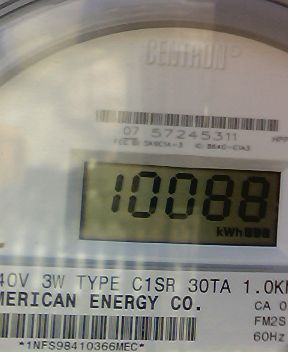 CENTRON®
07 57245311
10088
kWh
40V 3W TYPE C1SR 30TA 1.0K
MERICAN ENERGY CO.
CA 0
FM2S
60Hz
*1NFS98410366MEC*